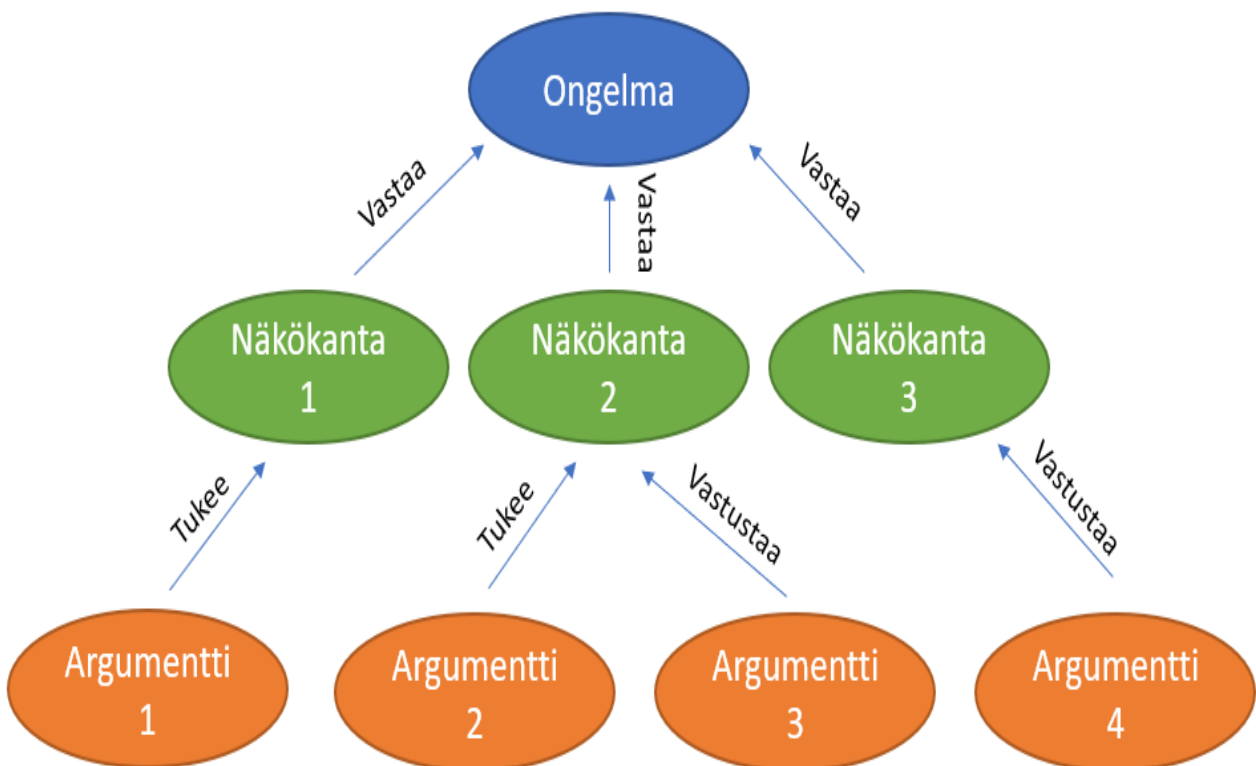 Ongelma
Vastaa
Vastaa
Vastaa
Näkökanta
1
Näkökanta
2
Näkökanta
3
Tukee
Tukee
Vastustaa
Vastustaa
Argumentti
1
Argumentti
2
Argumentti
3
Argumentti
4